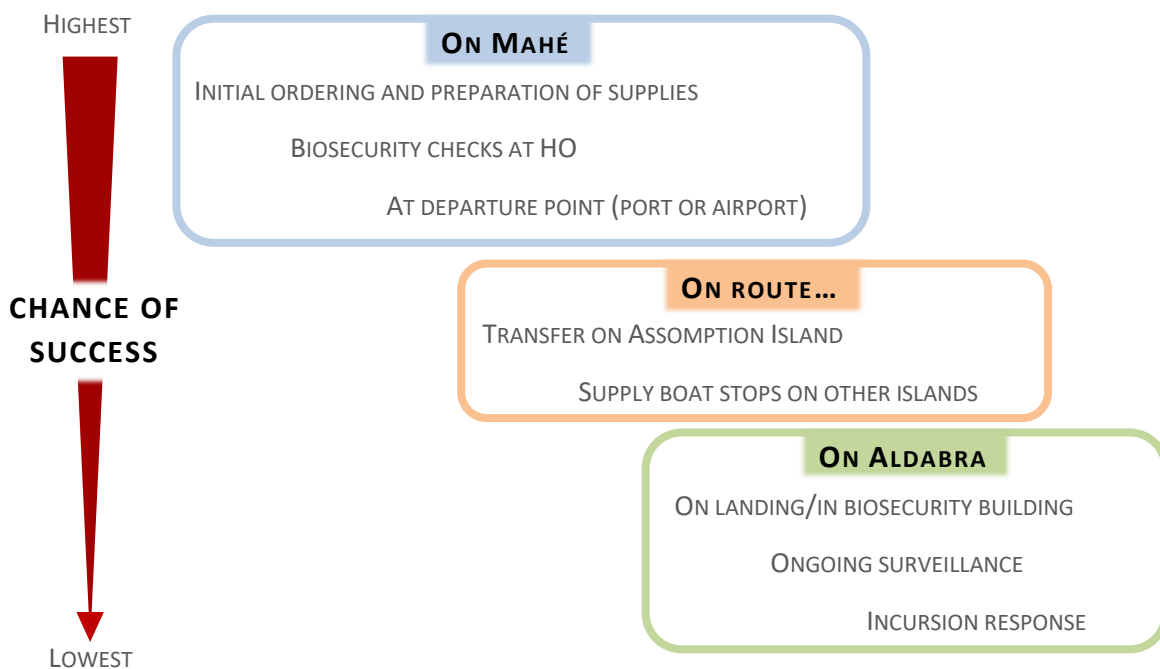 HIGHEST
ON MAHÉ
INITIAL ORDERING AND PREPARATION OF SUPPLIES
BIOSECURITY CHECKS AT HO
AT DEPARTURE POINT (PORT OR AIRPORT)
CHANCE OF
SUCCESS
ON ROUTE…
TRANSFER ON ASSOMPTION ISLAND
SUPPLY BOAT STOPS ON OTHER ISLANDS
ON ALDABRA
ON LANDING/IN BIOSECURITY BUILDING
ONGOING SURVEILLANCE
INCURSION RESPONSE
LOWEST